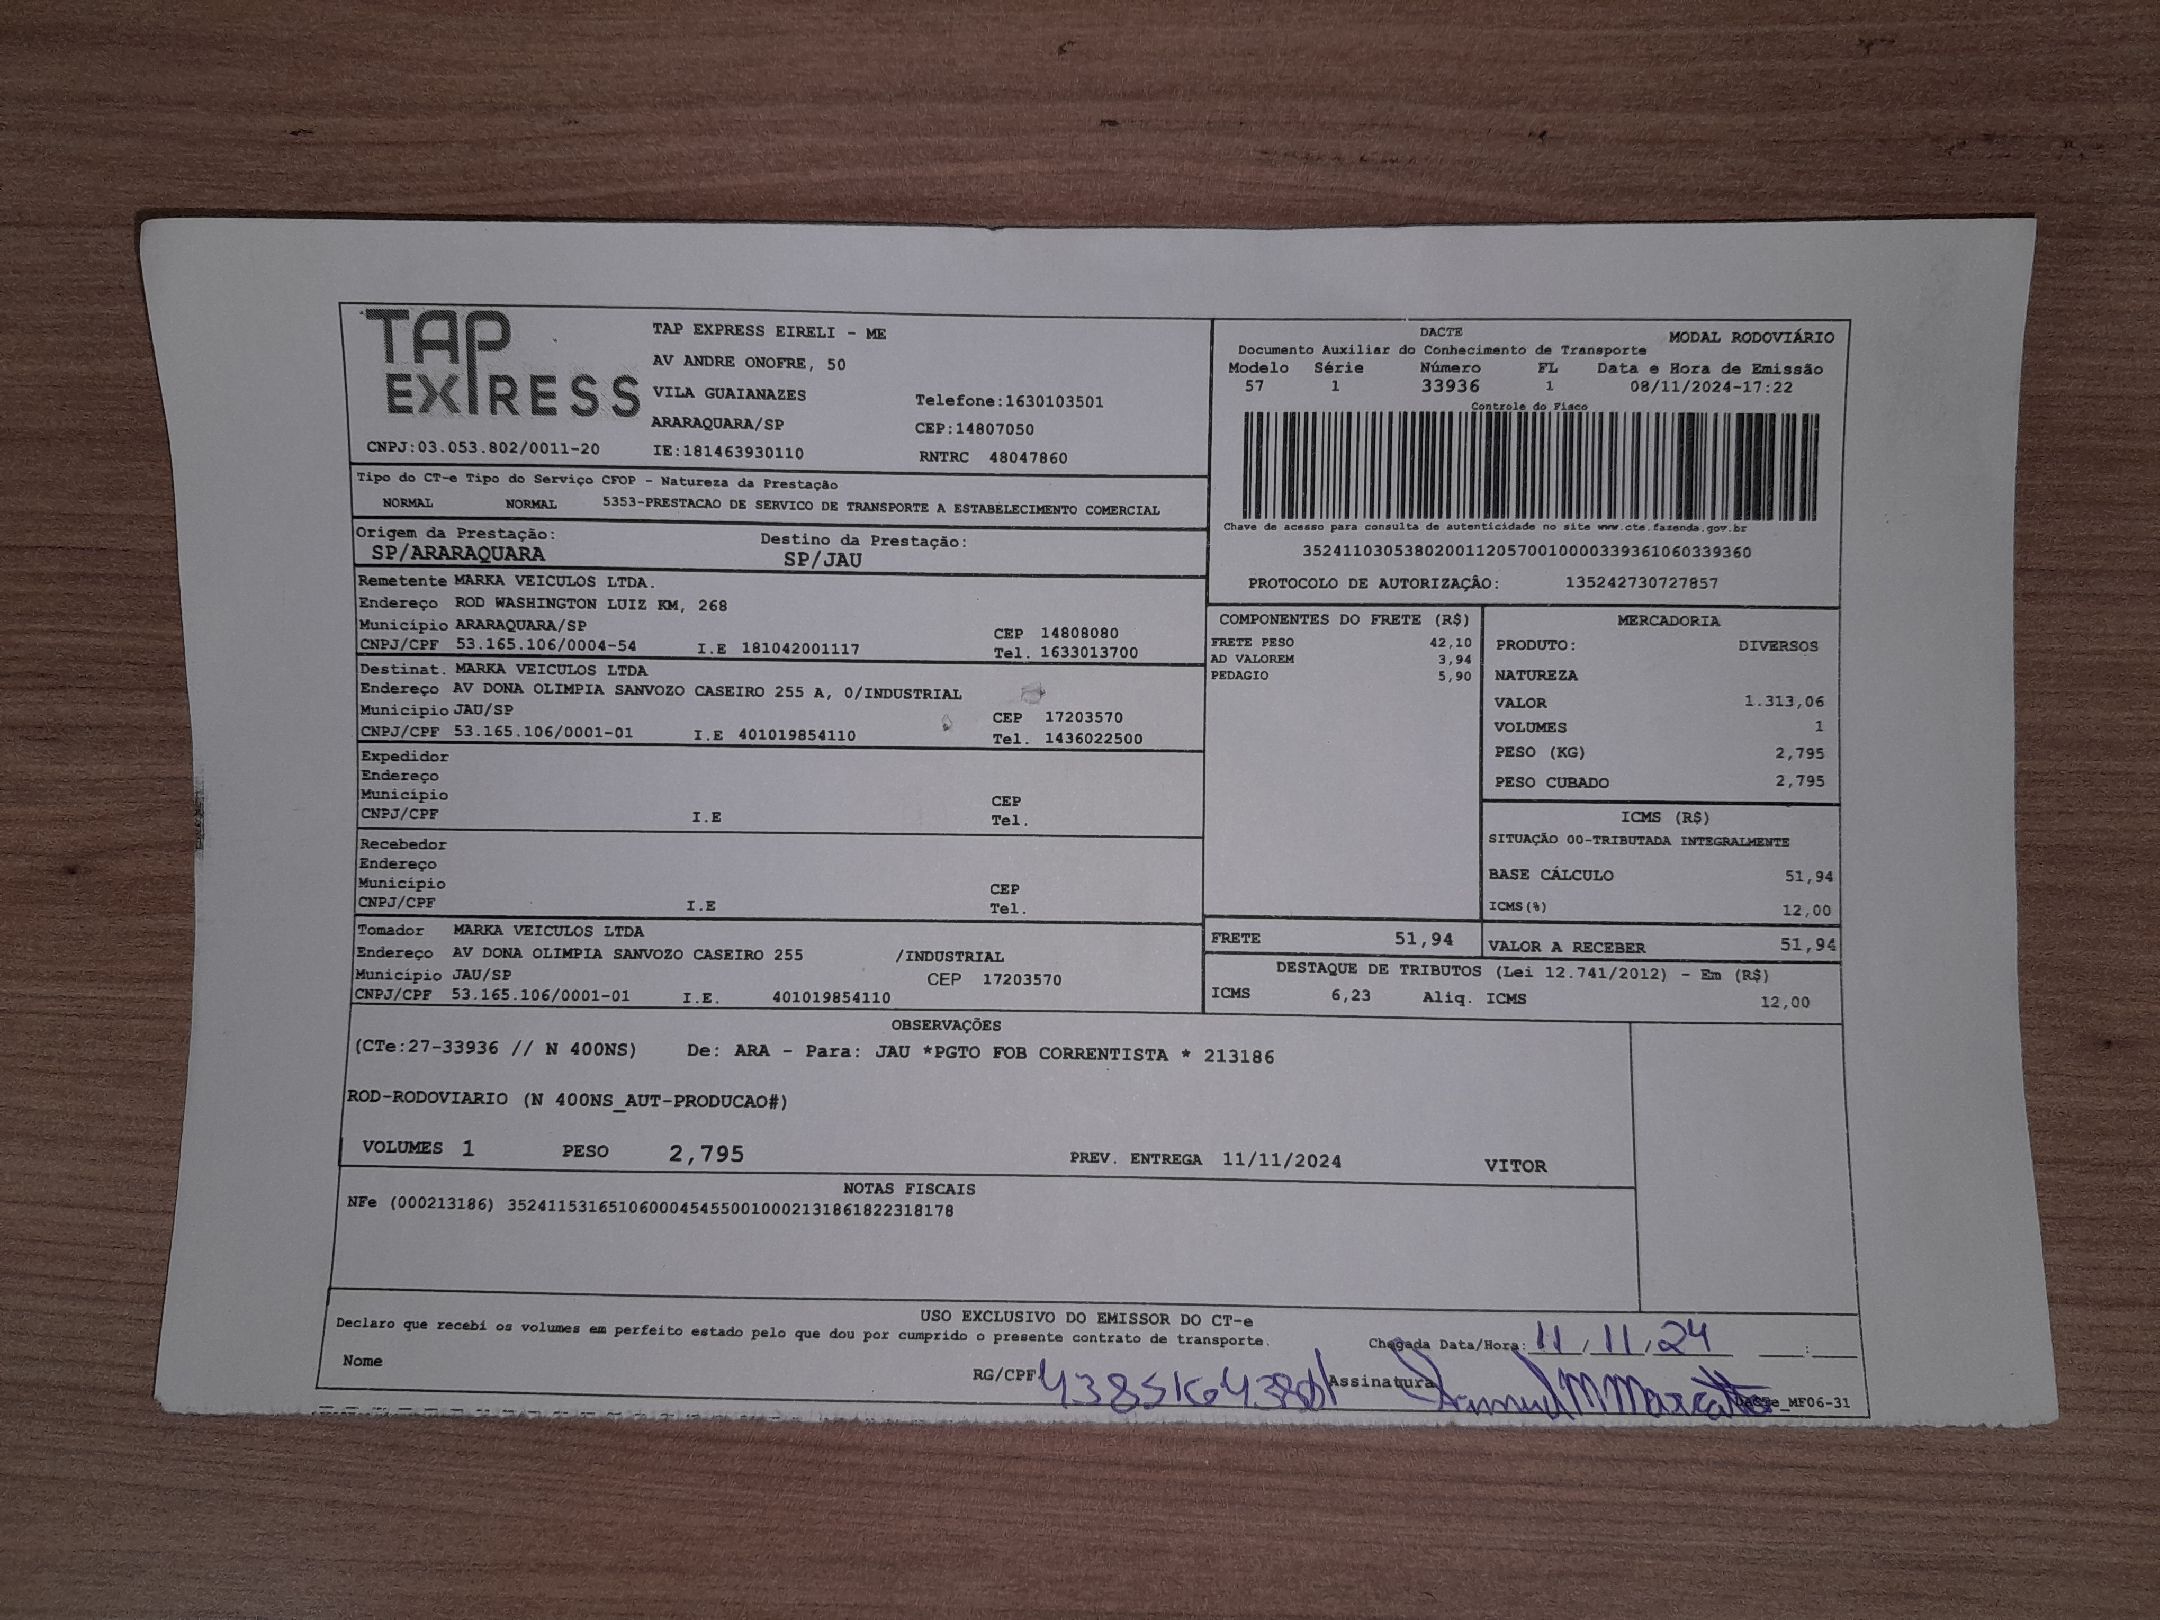 TAP
EXPRESS
TAP EXPRESS EIRELI - ME
AV ANDRE ONOFRE, 50
VILA GUAIANAZES
Telefone:1630103501
ARARAQUARA/SP
CEP:14807050
CNPJ:03.053.802/0011-20
IE:181463930110
RNTRC 48047860
DACTE
MODAL RODOVIÁRIO
Documento Auxiliar do Conhecimento de Transporte
Modelo Série Número FL Data e Hora de Emissão
57 1 33936 1 08/11/2024-17:22
Controle do Fisco
Chave de acesso para consulta de autenticidade no site www.cte.fazenda.gov.br
35241103053802001120570010000339361060339360
PROTOCOLO DE AUTORIZAÇÂO: 135242730727857
Tipo do CT-e Tipo do Serviço CFOP - Natureza da Prestação
NORMAL NORMAL 5353-PRESTACAO DE SERVICO DE TRANSPORTE A ESTABELECIMENTO COMERCIAL
Origem da Prestação: Destino da Prestação:
SP/ARARAQUARA SP/JAU
Remetente MARKA VEICULOS LTDA.
Endereço ROD WASHINGTON LUIZ KM, 268
Município ARARAQUARA/SP CEP 14808080
CNPJ/CPF 53.165.106/0004-54 I.E 181042001117 Tel. 1633013700
Destinat. MARKA VEICULOS LTDA
Endereço AV DONA OLIMPIA SANVOZO CASEIRO 255 A, 0/INDUSTRIAL
Município JAU/SP CEP 17203570
CNPJ/CPF 53.165.106/0001-01 I.E 401019854110 Tel. 1436022500
Expedidor
Endereço
Município CEP
CNPJ/CPF I.E Tel.
Recebedor
Endereço
Município CEP
CNPJ/CPF I.E Tel.
Tomador MARKA VEICULOS LTDA
Endereço AV DONA OLIMPIA SANVOZO CASEIRO 255 /INDUSTRIAL
Município JAU/SP CEP 17203570
CNPJ/CPF 53.165.106/0001-01 I.E. 401019854110
COMPONENTES DO FRETE (R$)
FRETE PESO 42,10
AD VALOREM 3,94
PEDAGIO 5,90
MERCADORIA
PRODUTO: DIVERSOS
NATUREZA
VALOR 1.313,06
VOLUMES 1
PESO (KG) 2,795
PESO CUBADO 2,795
ICMS (R$)
SITUAÇÃO 00-TRIBUTADA INTEGRALMENTE
BASE CÁLCULO 51,94
ICMS(%) 12,00
FRETE 51,94
VALOR A RECEBER 51,94
DESTAQUE DE TRIBUTOS (Lei 12.741/2012) - Em (R$)
ICMS 6,23 Aliq. ICMS 12,00
OBSERVAÇÕES
(CTe:27-33936 // N 400NS) De: ARA - Para: JAU *PGTO FOB CORRENTISTA * 213186
ROD-RODOVIARIO (N 400NS_AUT-PRODUCAO#)
VOLUMES 1 PESO 2,795 PREV. ENTREGA 11/11/2024 VITOR
NOTAS FISCAIS
NFe (000213186) 35241153165106000454550010002131861822318178
USO EXCLUSIVO DO EMISSOR DO CT-e
Declaro que recebi os volumes em perfeito estado pelo que dou por cumprido o presente contrato de transporte.
Chegada Data/Hora: 11/11/24 __:__
Nome
RG/CPF
Assinatura
MF06-31